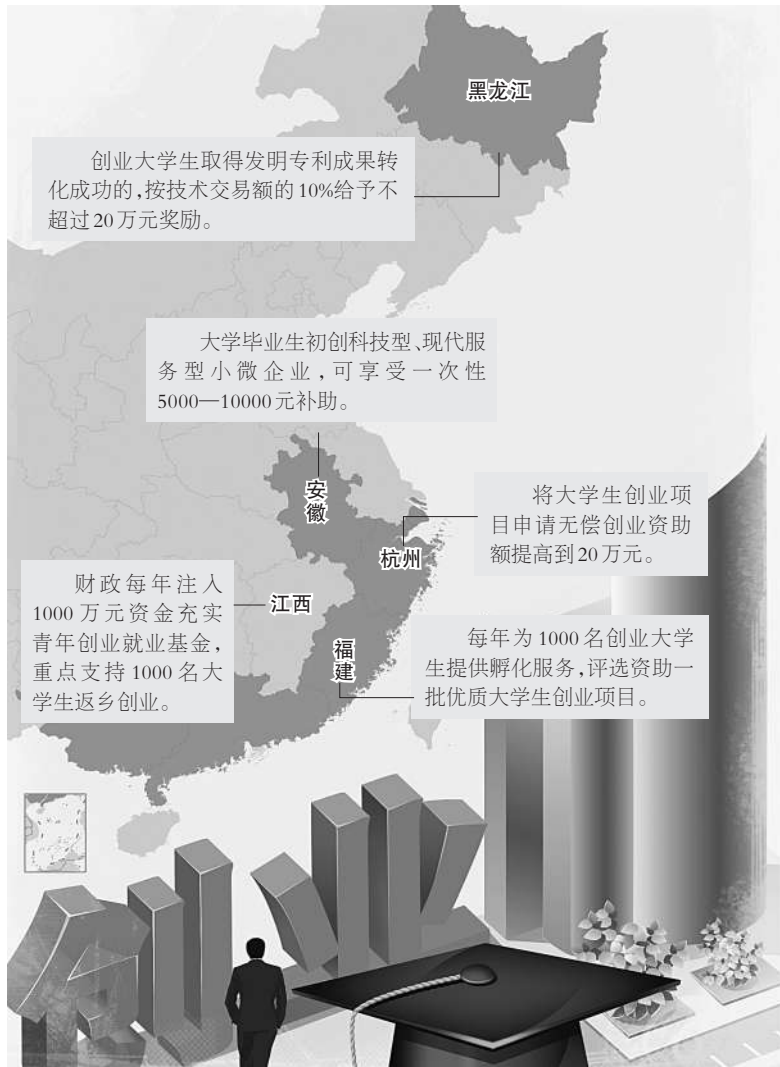 黑龙江
创业大学生取得发明专利成果转
化成功的,按技术交易额的10%给予不
超过20万元奖励。
大学毕业生初创科技型、现代服
务型小微企业,可享受一次性
5000—10000元补助。
安
徽
将大学生创业项
目申请无偿创业资助
额提高到20万元。
杭州
财政每年注入
1000万元资金充实
青年创业就业基金,
重点支持1000名大
学生返乡创业。
江西
福
建
每年为1000名创业大学
生提供孵化服务,评选资助一
批优质大学生创业项目。
创业